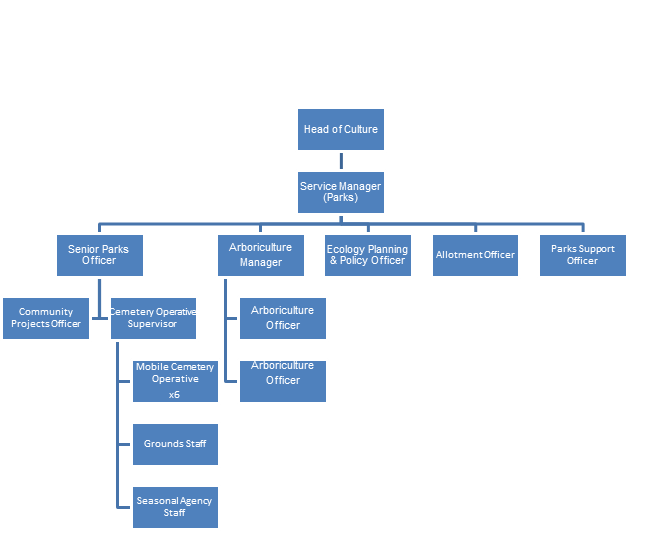 Head of Culture
Service Manager
(Parks)
Senior Parks
Officer
Arboriculture
Manager
Ecology Planning
& Policy Officer
Allotment Officer
Parks Support
Officer
Community
Projects Officer
Cemetery Operative
Supervisor
Arboriculture
Officer
Mobile Cemetery
Operative
x6
Arboriculture
Officer
Grounds Staff
Seasonal Agency
Staff